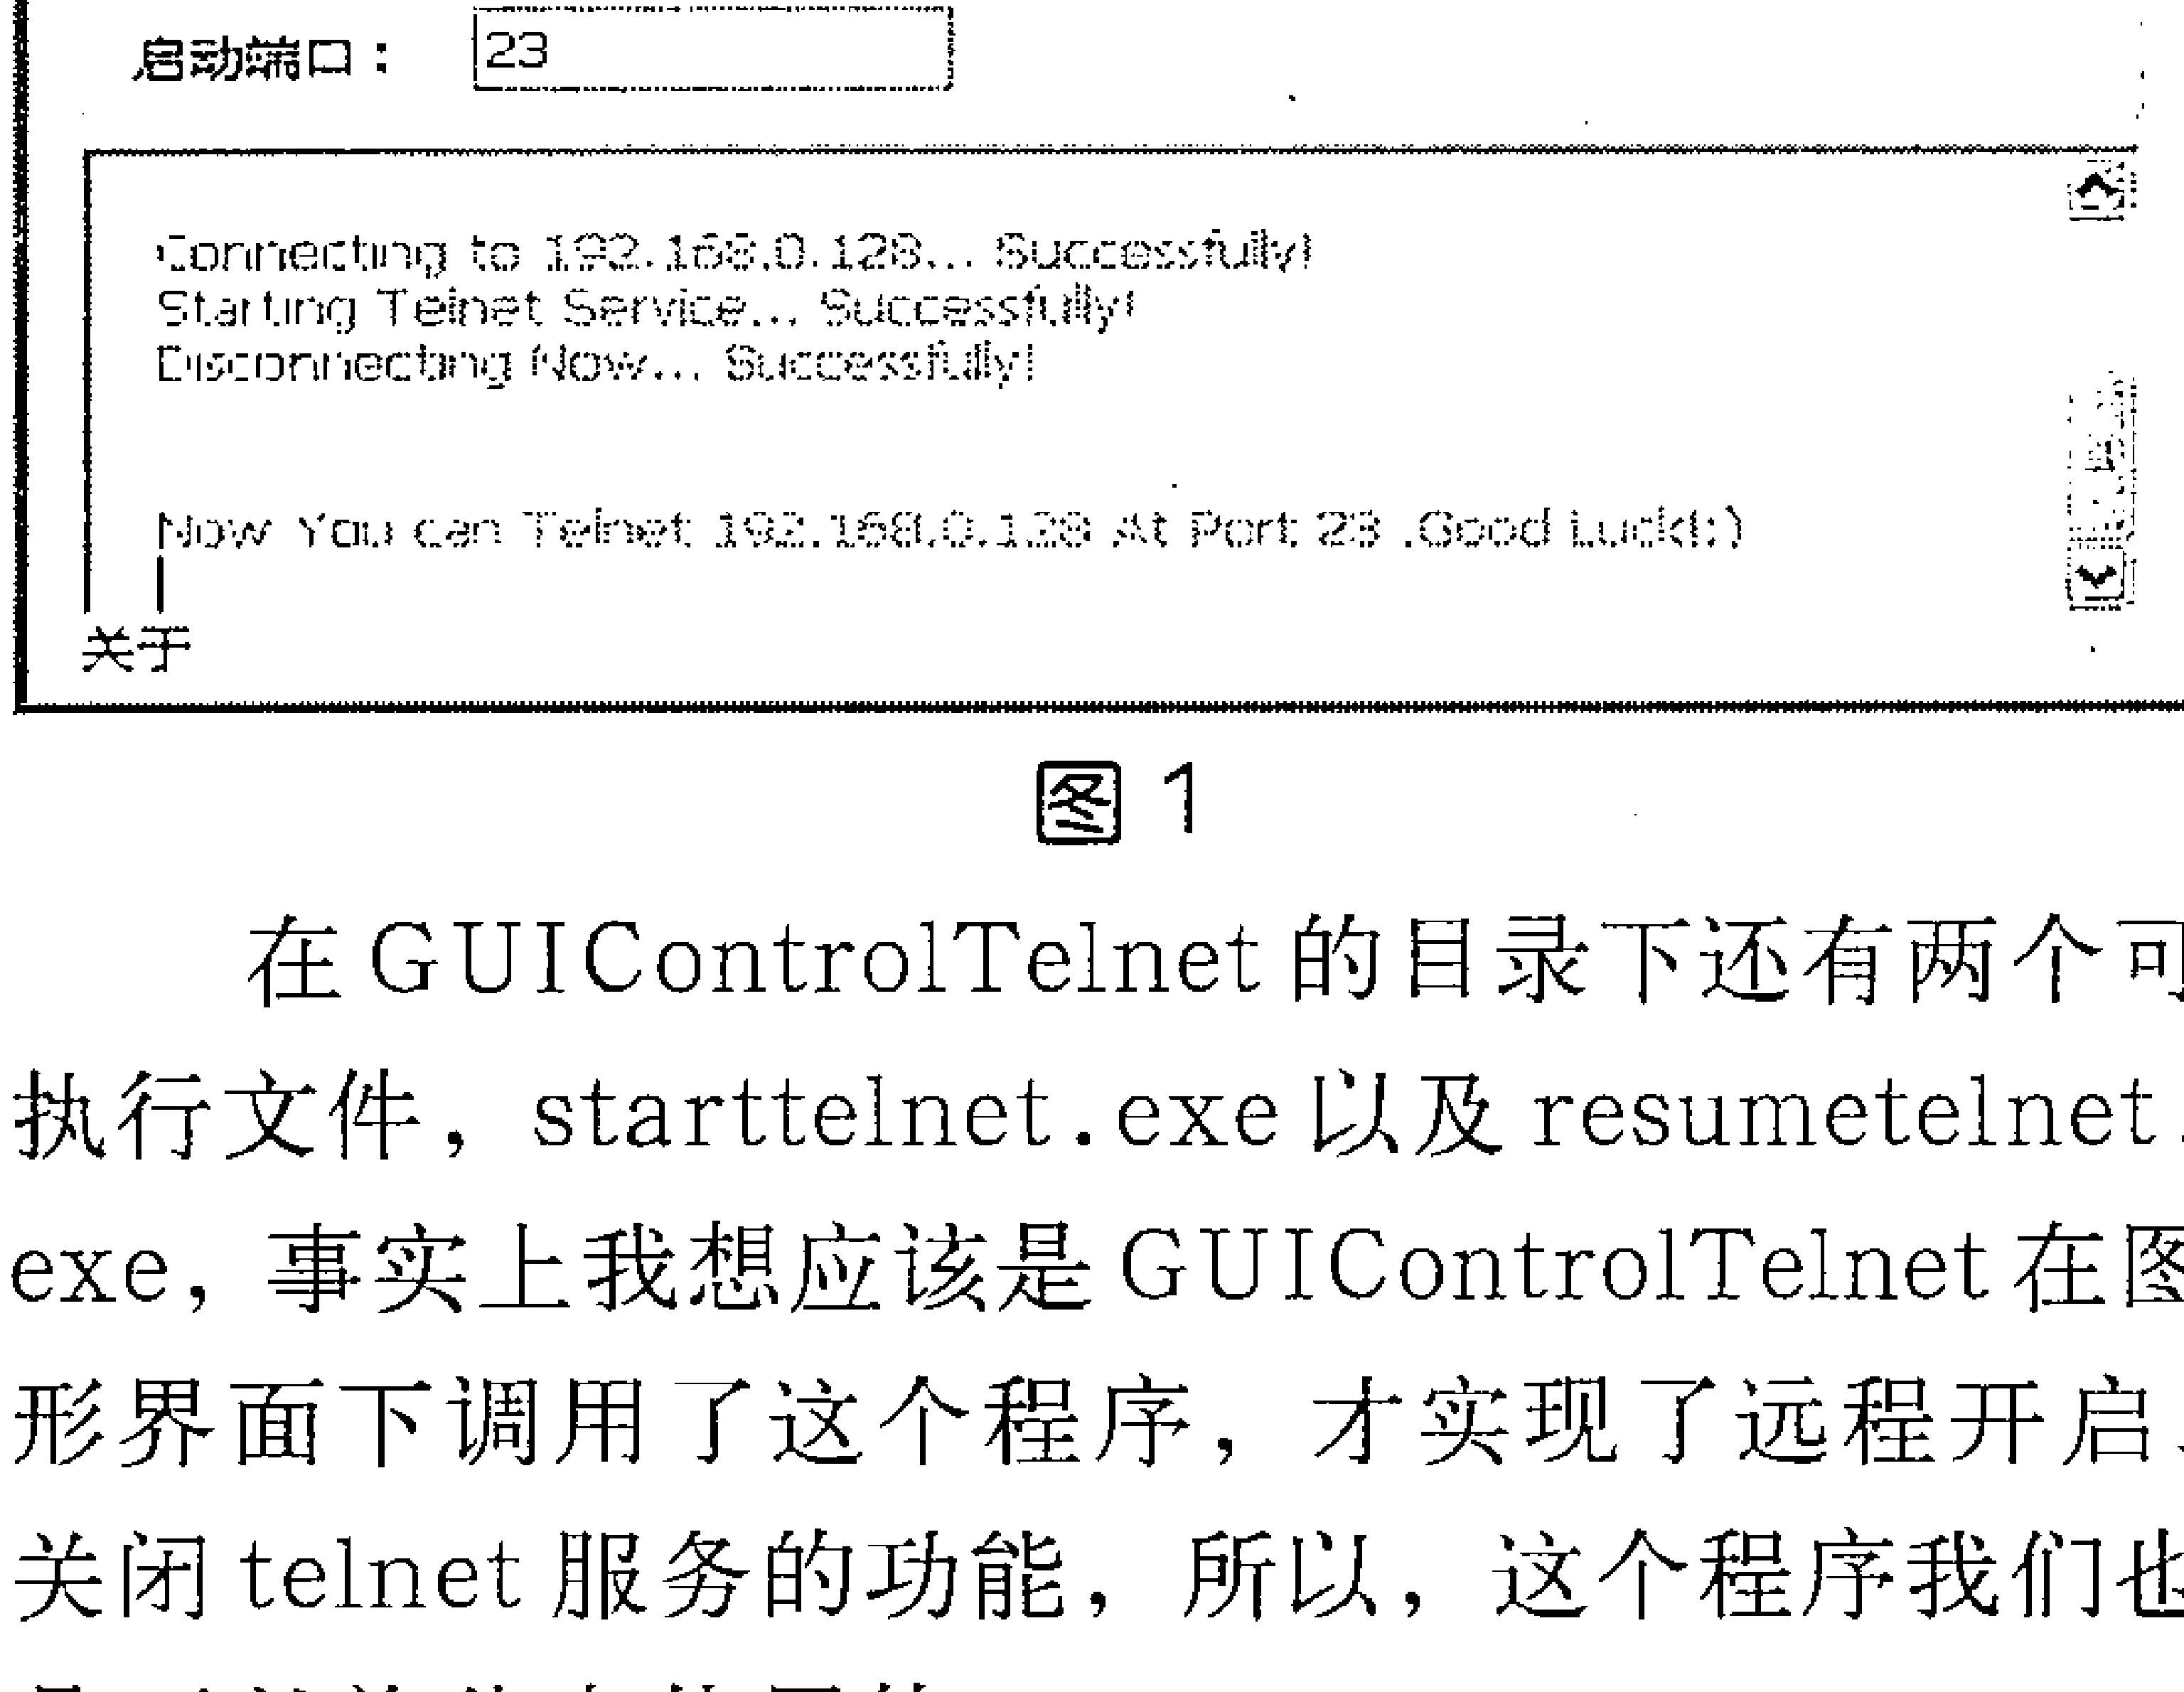 启动端口：
23
Connecting to 192.168.0.128... Successfully!
Starting Telnet Service... Successfully!
Disconnecting Now... Successfully!
Now You can Telnet 192.168.0.128 At Port 23 .Good Luck!:)
关于
图 1
在GUIControlTelnet的目录下还有两个可
执行文件，starttelnet.exe以及resumetelnet.
exe，事实上我想应该是GUIControlTelnet在图
形界面下调用了这个程序，才实现了远程开启、
关闭telnet服务的功能，所以，这个程序我们也